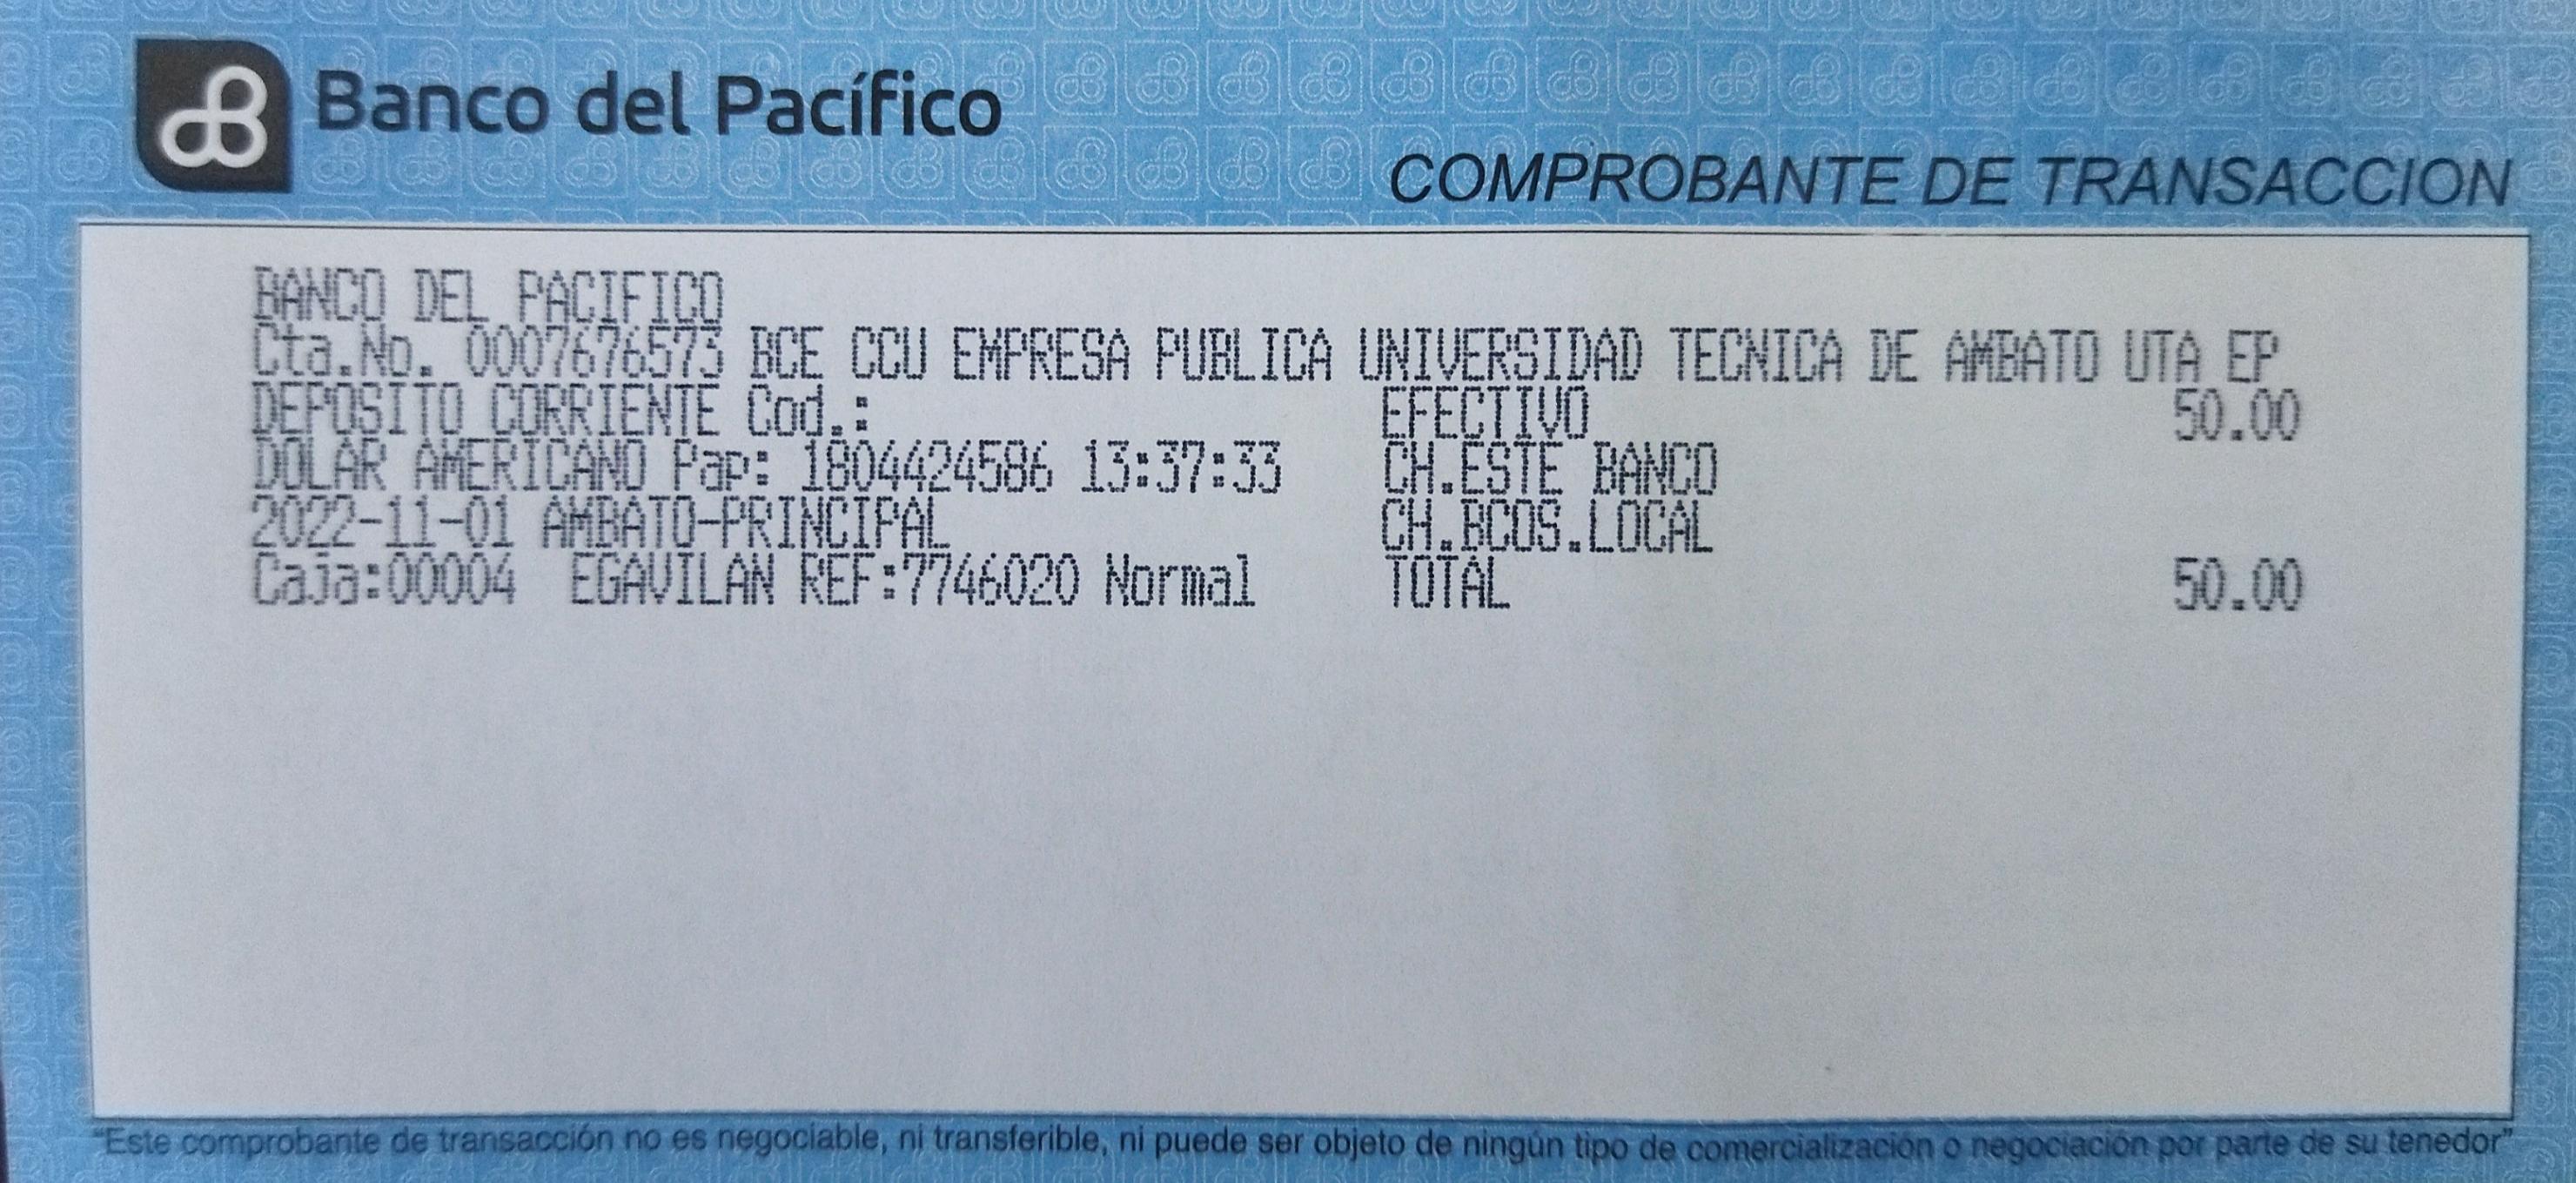 Banco del Pacífico
COMPROBANTE DE TRANSACCION
BANCO DEL PACIFICO
Cta.No. 0007676573 BCE CCU EMPRESA PUBLICA UNIVERSIDAD TECNICA DE AMBATO UTA EP
DEPOSITO CORRIENTE Cod.: EFECTIVO 50.00
DOLAR AMERICANO Pap: 1804424586 13:37:33 CH.ESTE BANCO
2022-11-01 AMBATO-PRINCIPAL CH.BCOS.LOCAL
Caja:00004 EGAVILAN REF:7746020 Normal TOTAL 50.00
"Este comprobante de transacción no es negociable, ni transferible, ni puede ser objeto de ningún tipo de comercialización o negociación por parte de su tenedor"